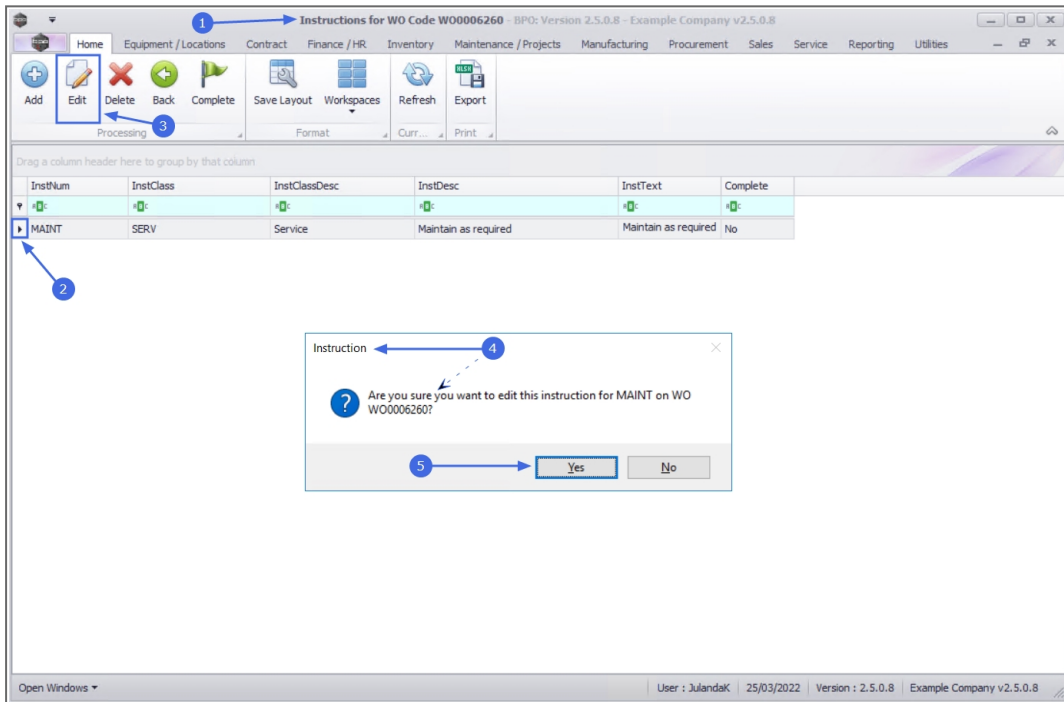 1 Instructions for WO Code WO0006260 - BPO: Version 2.5.0.8 - Example Company v2.5.0.8
Home Equipment / Locations Contract Finance / HR Inventory Maintenance / Projects Manufacturing Procurement Sales Service Reporting Utilities
Add Edit Delete Back Complete Save Layout Workspaces Refresh Export
3
Processing Format Curr... Print
Drag a column header here to group by that column
InstNum InstClass InstClassDesc InstDesc InstText Complete
MAINT SERV Service Maintain as required Maintain as required No
2
Instruction 4
Are you sure you want to edit this instruction for MAINT on WO
WO0006260?
5 Yes No
Open Windows User : JulandaK 25/03/2022 Version : 2.5.0.8 Example Company v2.5.0.8